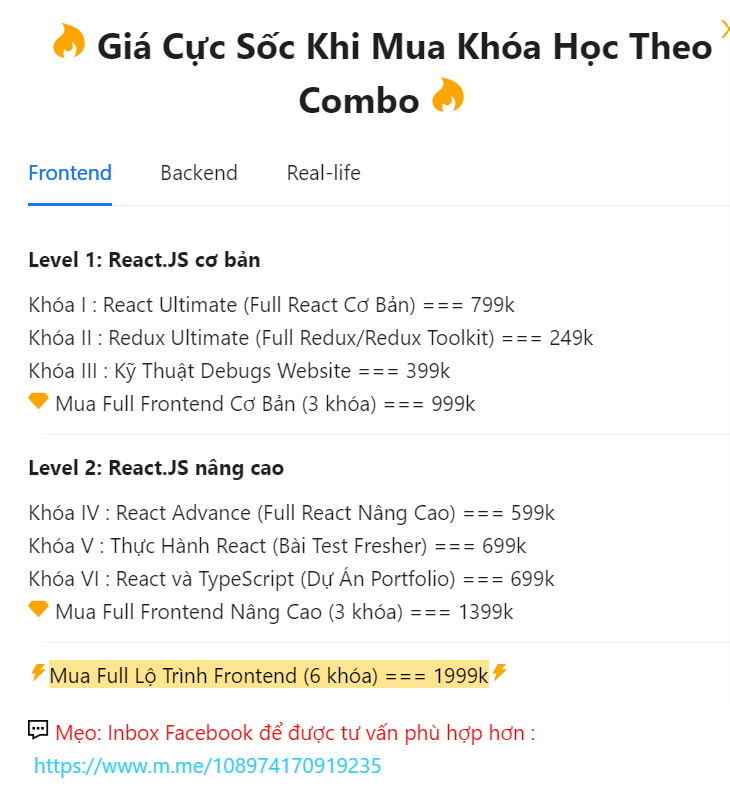 Giá Cực Sốc Khi Mua Khóa Học Theo
Combo
Frontend Backend Real-life
Level 1: React.JS cơ bản
Khóa I : React Ultimate (Full React Cơ Bản) === 799k
Khóa II : Redux Ultimate (Full Redux/Redux Toolkit) === 249k
Khóa III : Kỹ Thuật Debugs Website === 399k
Mua Full Frontend Cơ Bản (3 khóa) === 999k
Level 2: React.JS nâng cao
Khóa IV : React Advance (Full React Nâng Cao) === 599k
Khóa V : Thực Hành React (Bài Test Fresher) === 699k
Khóa VI : React và TypeScript (Dự Án Portfolio) === 699k
Mua Full Frontend Nâng Cao (3 khóa) === 1399k
Mua Full Lộ Trình Frontend (6 khóa) === 1999k
Mẹo: Inbox Facebook để được tư vấn phù hợp hơn :
https://www.m.me/108974170919235